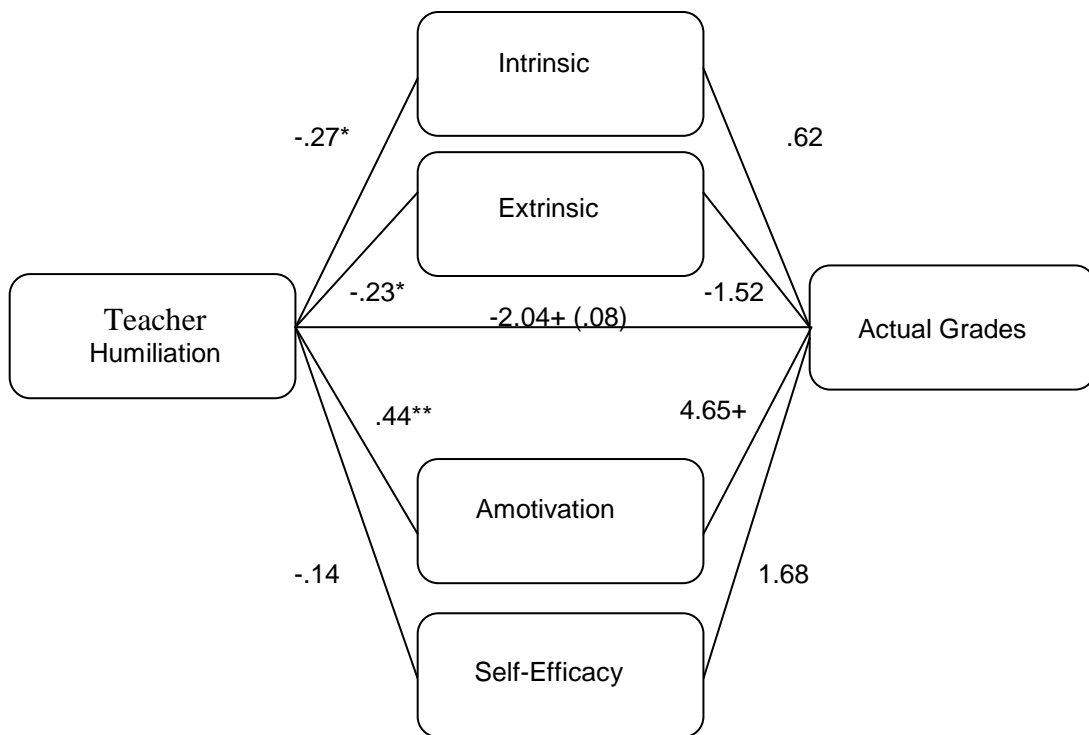 Intrinsic
-.27*
.62
Extrinsic
-.23*
-1.52
-2.04+ (.08)
Teacher
Humiliation
Actual Grades
.44**
4.65+
Amotivation
-.14
1.68
Self-Efficacy